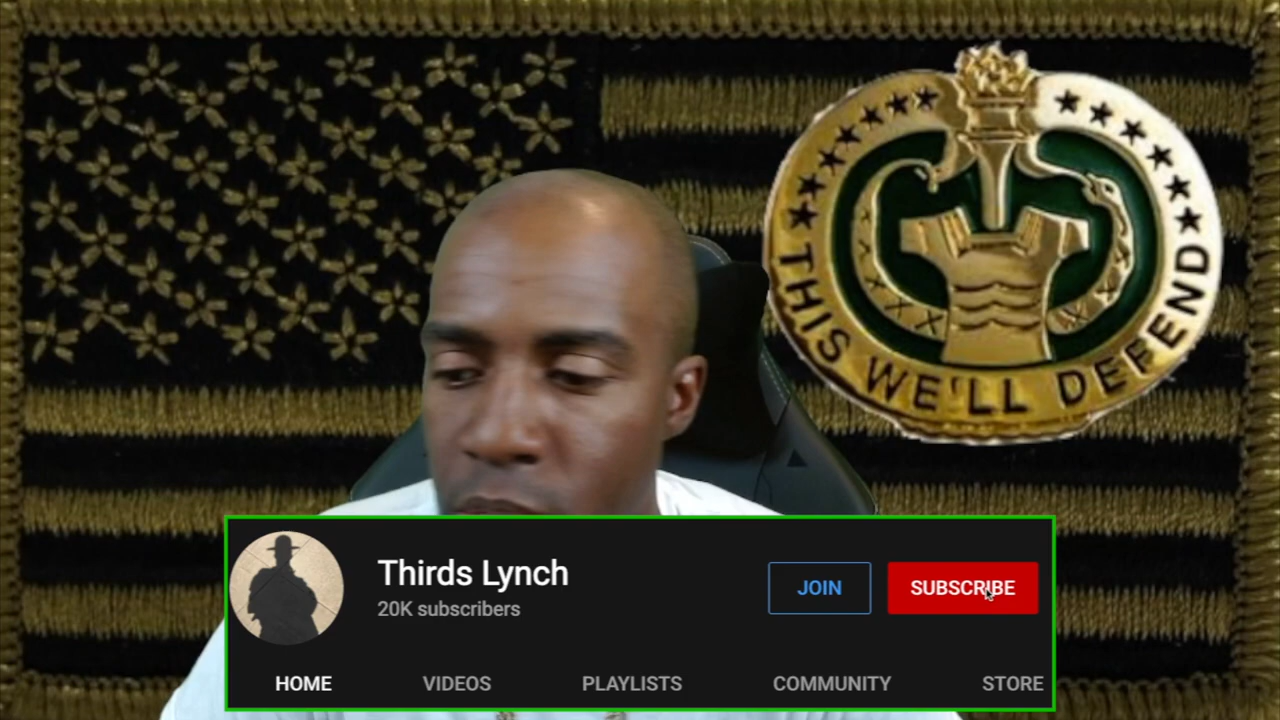 THIS WE'LL DEFEND
Thirds Lynch
20K subscribers
JOIN
SUBSCRIBE
HOME
VIDEOS
PLAYLISTS
COMMUNITY
STORE